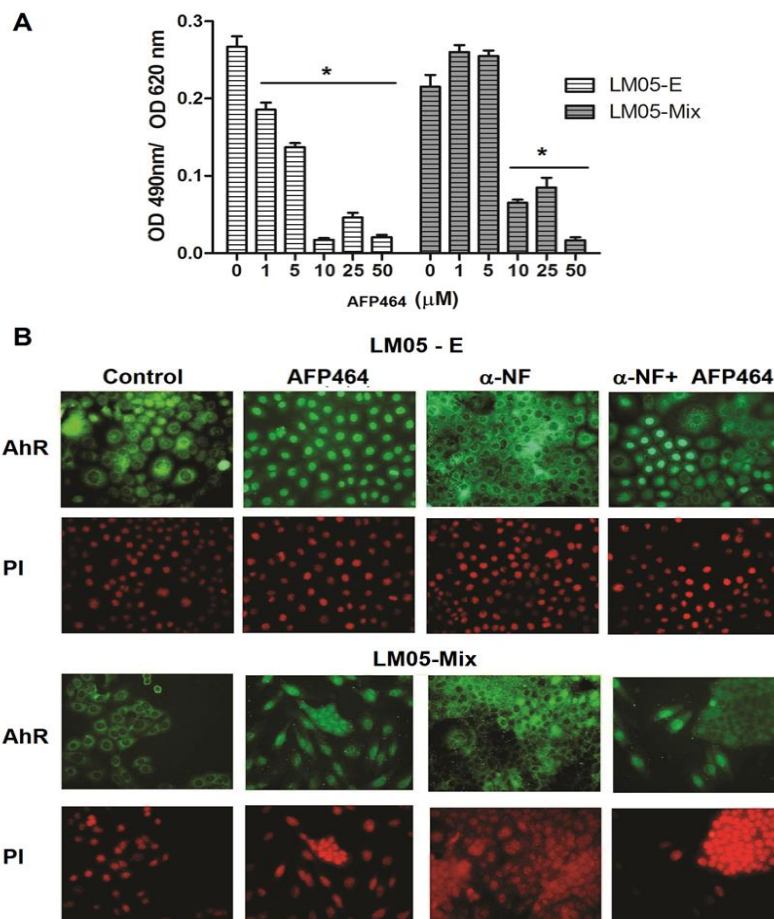 A
0.3
0.2
0.1
0.0
OD 490nm/ OD 620 nm
*
*
LM05-E
LM05-Mix
0 1 5 10 25 50 0 1 5 10 25 50
AFP464 (μM)
B
LM05 - E
Control AFP464 α-NF α-NF+ AFP464
AhR
PI
LM05-Mix
AhR
PI